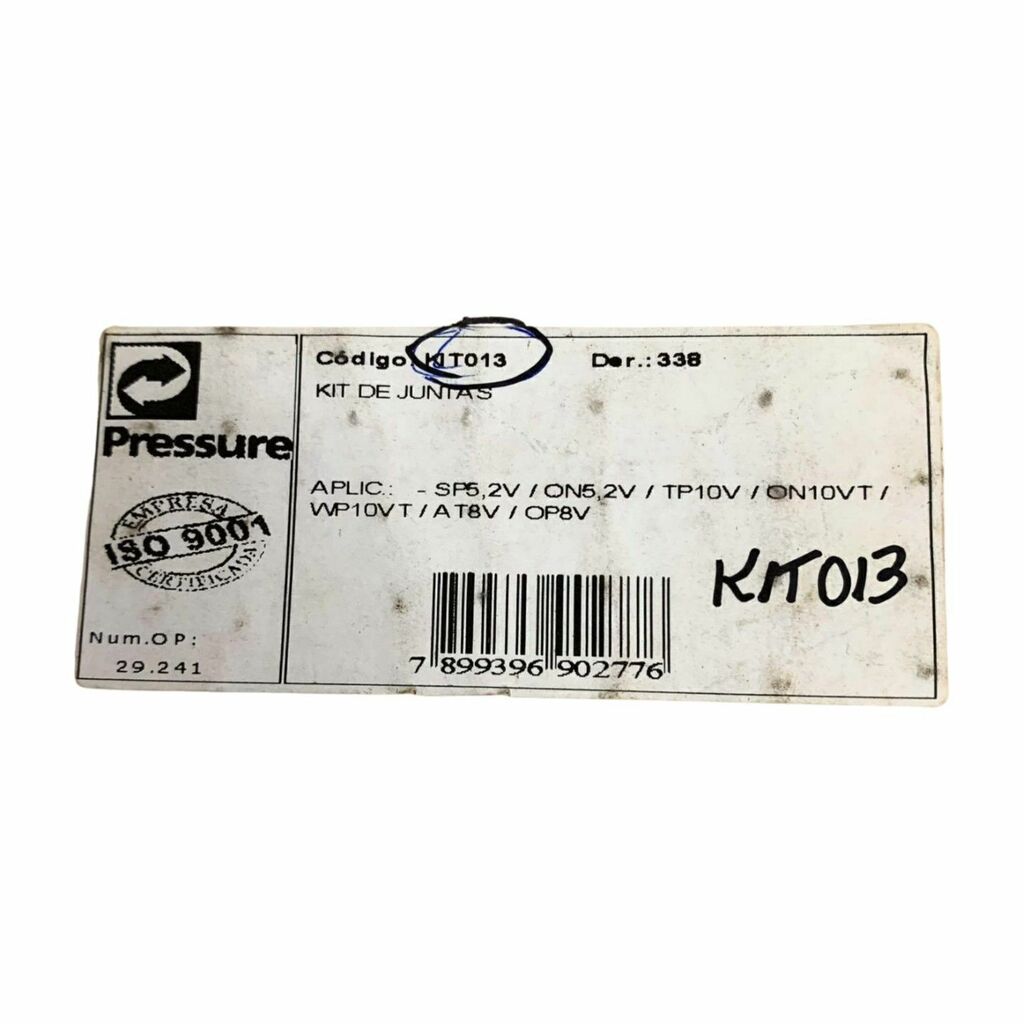 Pressure
EMPRESA
ISO 9001
CERTIFICADA
Num.OP:
29.241
Código: KIT013 Der.: 338
KIT DE JUNTAS
APLIC.: - SP5,2V / ON5,2V / TP10V / ON10VT /
WP10VT / AT8V / OP8V
KIT013
7 899396 902776